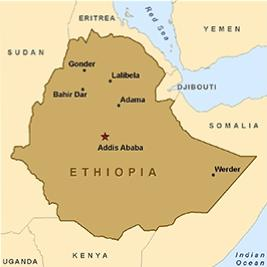 ERITREA
Red Sea
YEMEN
SUDAN
Gonder
Lalibela
DJIBOUTI
Bahir Dar
Adama
SOMALIA
Addis Ababa
ETHIOPIA
Werder
KENYA
UGANDA
Indian
Ocean